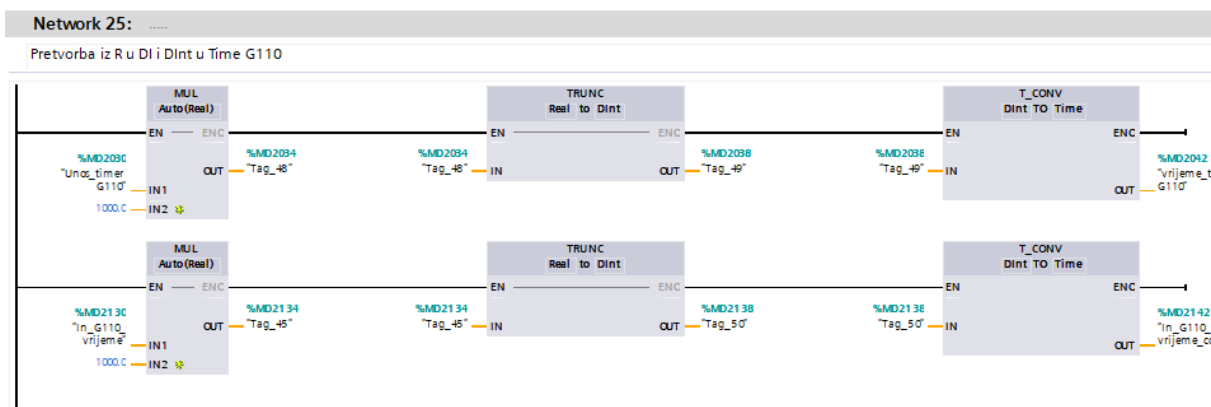 Network 25: .....
Pretvorba iz R u DI i DInt u Time G110
MUL
Auto (Real)
EN ENO
%MD2030
"Unos_timer
G110"
IN1
1000.0
IN2
OUT
%MD2034
"Tag_48"
TRUNC
Real to DInt
EN ENO
%MD2034
"Tag_48"
IN
OUT
%MD2038
"Tag_49"
T_CONV
DInt TO Time
EN ENO
%MD2038
"Tag_49"
IN
OUT
%MD2042
"vrijeme_t
G110"
MUL
Auto (Real)
EN ENO
%MD2130
"In_G110_
vrijeme"
IN1
1000.0
IN2
OUT
%MD2134
"Tag_45"
TRUNC
Real to DInt
EN ENO
%MD2134
"Tag_45"
IN
OUT
%MD2138
"Tag_50"
T_CONV
DInt TO Time
EN ENO
%MD2138
"Tag_50"
IN
OUT
%MD2142
"In_G110_
vrijeme_co